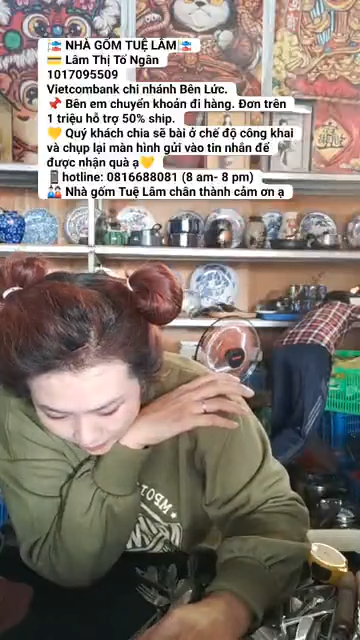 🎏 NHÀ GỐM TUỆ LÂM🎏
💳 Lâm Thị Tố Ngân
1017095509
Vietcombank chi nhánh Bên Lức.
📌 Bên em chuyển khoản đi hàng. Đơn trên
1 triệu hỗ trợ 50% ship.
💛 Quý khách chia sẽ bài ở chế độ công khai
và chụp lại màn hình gửi vào tin nhắn để
được nhận quà ạ💛
📱hotline: 0816688081 (8 am- 8 pm)
🎎 Nhà gốm Tuệ Lâm chân thành cảm ơn ạ